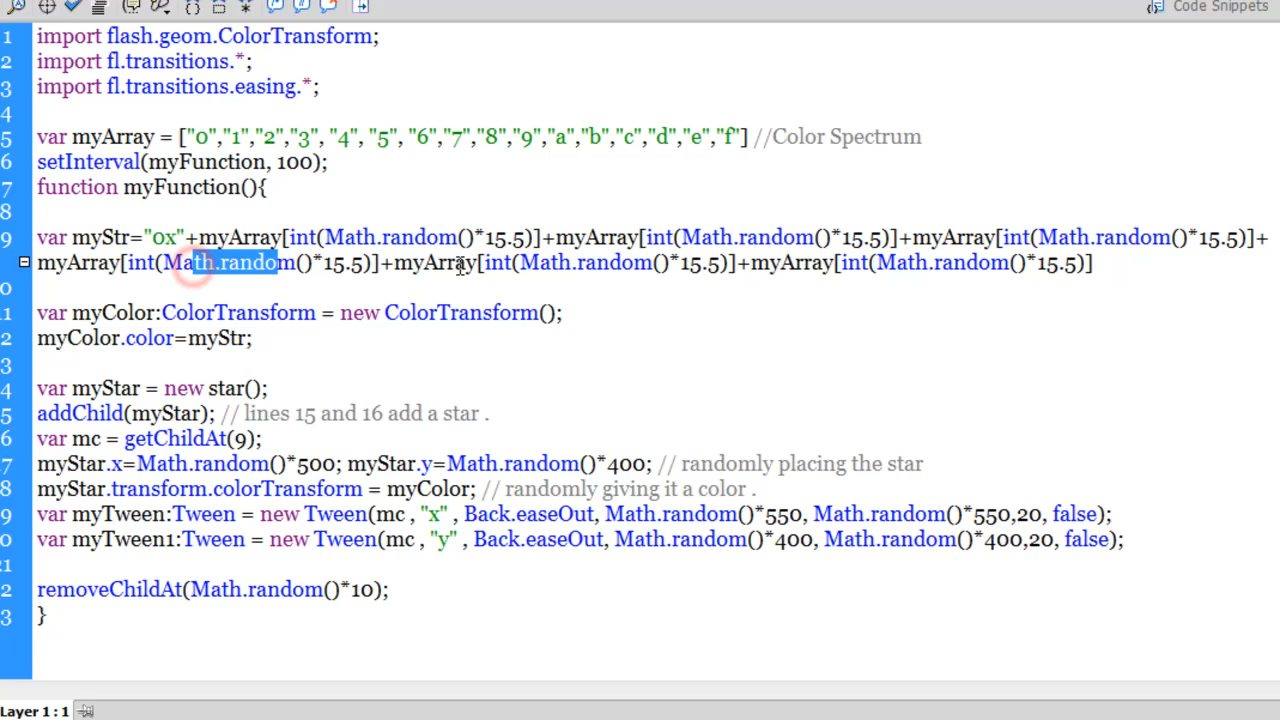 Code Snippets
1 import flash.geom.ColorTransform;
2 import fl.transitions.*;
3 import fl.transitions.easing.*;
4
5 var myArray = ["0","1","2","3", "4", "5", "6","7","8","9","a","b","c","d","e","f"] //Color Spectrum
6 setInterval(myFunction, 100);
7 function myFunction(){
8
9 var myStr="0x"+myArray[int(Math.random()*15.5)]+myArray[int(Math.random()*15.5)]+myArray[int(Math.random()*15.5)]+
myArray[int(Math.random()*15.5)]+myArray[int(Math.random()*15.5)]+myArray[int(Math.random()*15.5)]
0
1 var myColor:ColorTransform = new ColorTransform();
2 myColor.color=myStr;
3
4 var myStar = new star();
5 addChild(myStar); // lines 15 and 16 add a star .
6 var mc = getChildAt(9);
7 myStar.x=Math.random()*500; myStar.y=Math.random()*400; // randomly placing the star
8 myStar.transform.colorTransform = myColor; // randomly giving it a color .
9 var myTween:Tween = new Tween(mc , "x" , Back.easeOut, Math.random()*550, Math.random()*550,20, false);
0 var myTween1:Tween = new Tween(mc , "y" , Back.easeOut, Math.random()*400, Math.random()*400,20, false);
21
2 removeChildAt(Math.random()*10);
3 }
Layer 1 : 1